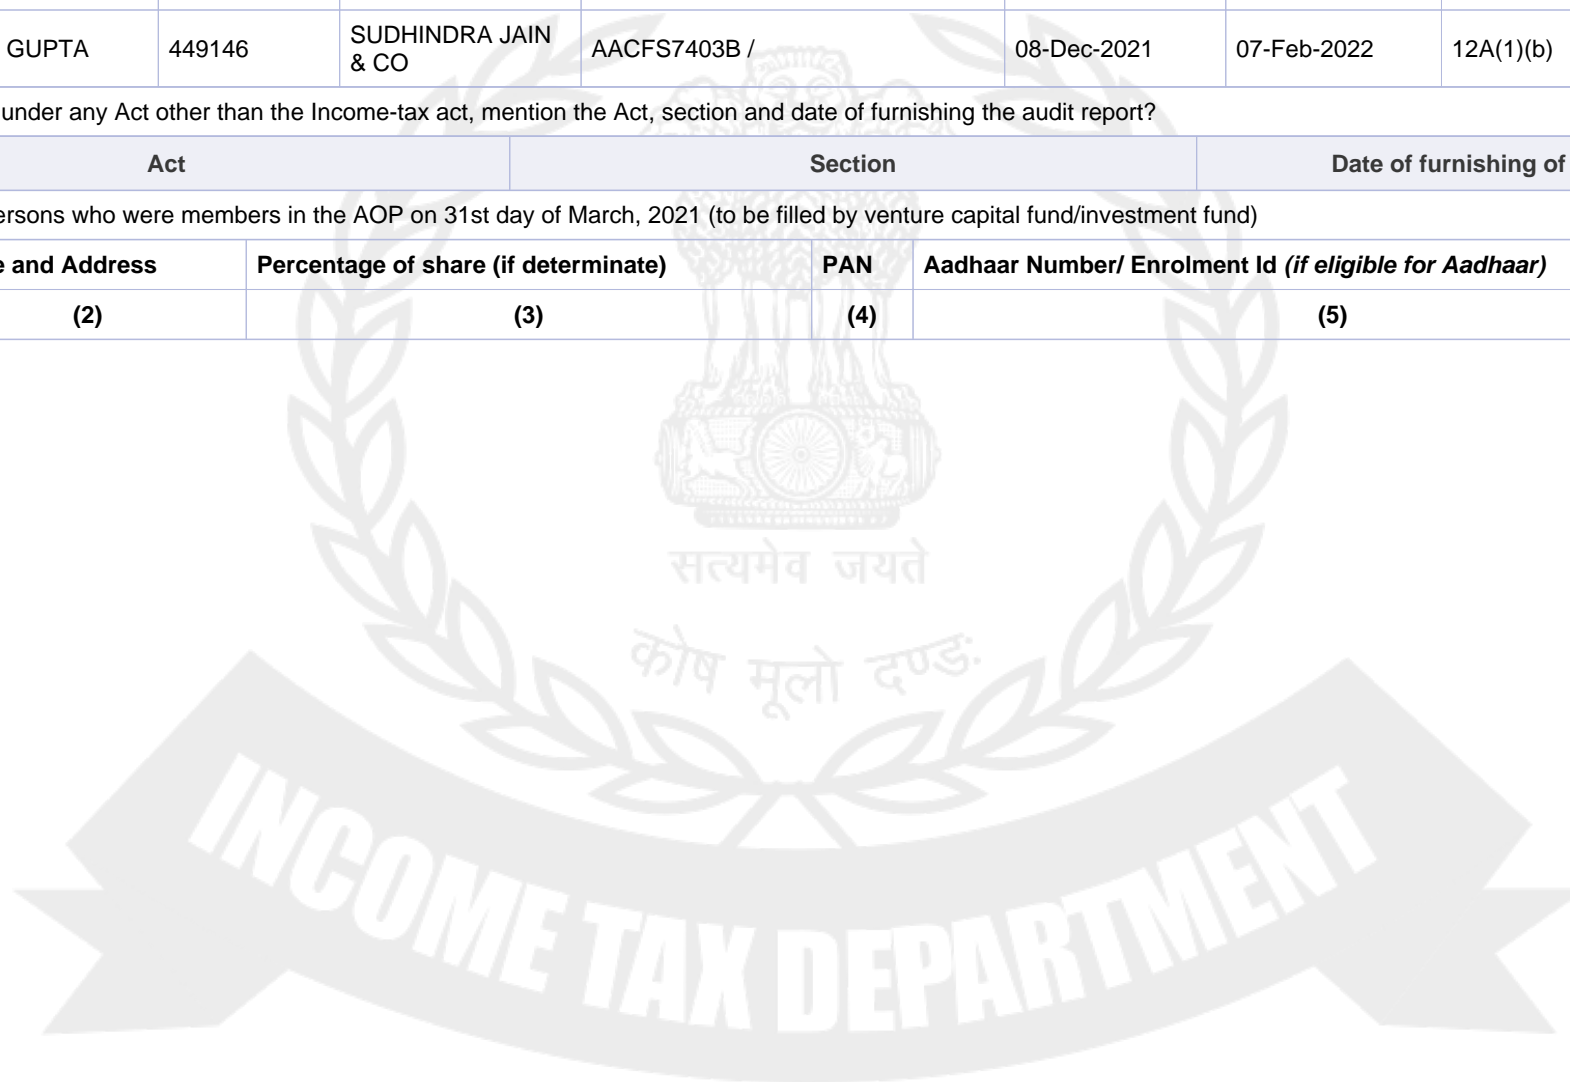 GUPTA 449146 SUDHINDRA JAIN & CO AACFS7403B / 08-Dec-2021 07-Feb-2022 12A(1)(b)
under any Act other than the Income-tax act, mention the Act, section and date of furnishing the audit report?
Act Section Date of furnishing of
ersons who were members in the AOP on 31st day of March, 2021 (to be filled by venture capital fund/investment fund)
e and Address Percentage of share (if determinate) PAN Aadhaar Number/ Enrolment Id (if eligible for Aadhaar)
(2) (3) (4) (5)
सत्यमेव जयते
कोष मूलो दण्डः
INCOME TAX DEPARTMENT